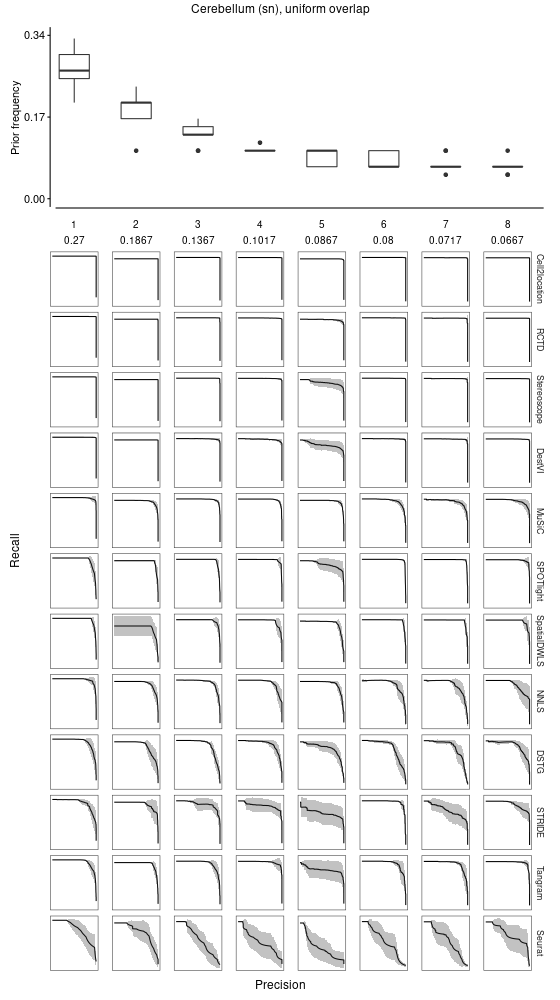 Cerebellum (sn), uniform overlap
Prior frequency
0.34
0.17
0.00
1 2 3 4 5 6 7 8
0.27 0.1867 0.1367 0.1017 0.0867 0.08 0.0717 0.0667
Recall
Cell2location
RCTD
Stereoscope
DestVI
MuSiC
SPOTlight
SpatialDWLS
NNLS
DSTG
STRIDE
Tangram
Seurat
Precision